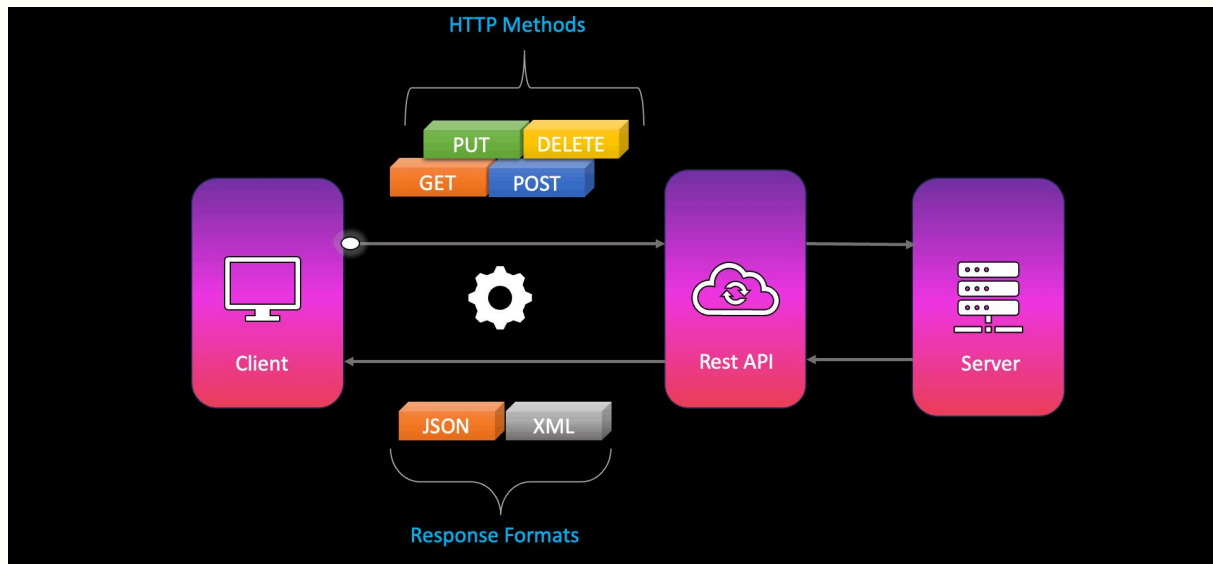 HTTP Methods
PUT
DELETE
GET
POST
Client
Rest API
Server
JSON
XML
Response Formats